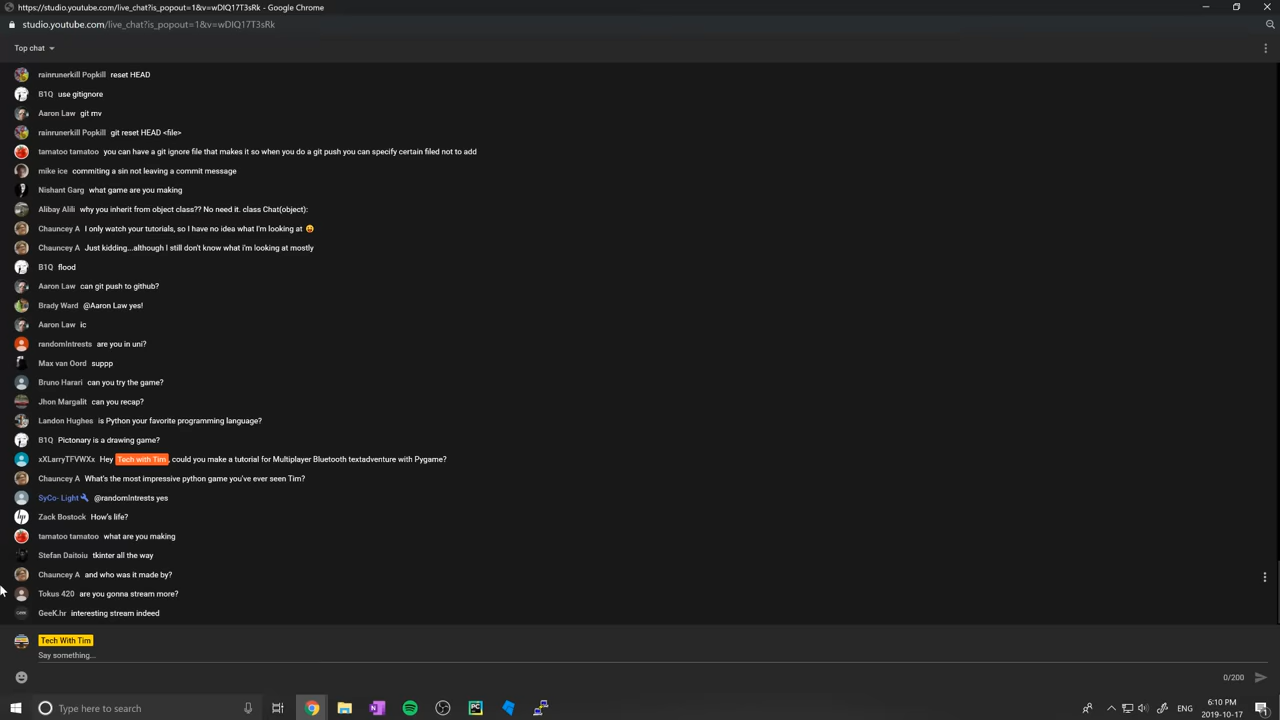 https://studio.youtube.com/live_chat?is_popout=1&v=wDIQ17T3sRk - Google Chrome
studio.youtube.com/live_chat?is_popout=1&v=wDIQ17T3sRk
Top chat
rainrunerkill Popkill reset HEAD
B1Q use gitignore
Aaron Law git mv
rainrunerkill Popkill git reset HEAD <file>
tamatoo tamatoo you can have a git ignore file that makes it so when you do a git push you can specify certain filed not to add
mike ice commiting a sin not leaving a commit message
Nishant Garg what game are you making
Alibay Alili why you inherit from object class?? No need it. class Chat(object):
Chauncey A I only watch your tutorials, so I have no idea what I'm looking at 😀
Chauncey A Just kidding...although I still don't know what i'm looking at mostly
B1Q flood
Aaron Law can git push to github?
Brady Ward @Aaron Law yes!
Aaron Law ic
randomIntrests are you in uni?
Max van Oord suppp
Bruno Harari can you try the game?
Jhon Margalit can you recap?
Landon Hughes is Python your favorite programming language?
B1Q Pictonary is a drawing game?
xXLarryTFVWXx Hey Tech with Tim, could you make a tutorial for Multiplayer Bluetooth textadventure with Pygame?
Chauncey A What's the most impressive python game you've ever seen Tim?
SyCo- Light @randomIntrests yes
Zack Bostock How's life?
tamatoo tamatoo what are you making
Stefan Daitoiu tkinter all the way
Chauncey A and who was it made by?
Tokus 420 are you gonna stream more?
GeeK.hr interesting stream indeed
Tech With Tim
Say something...
0/200
Type here to search
ENG
6:10 PM
2019-10-17